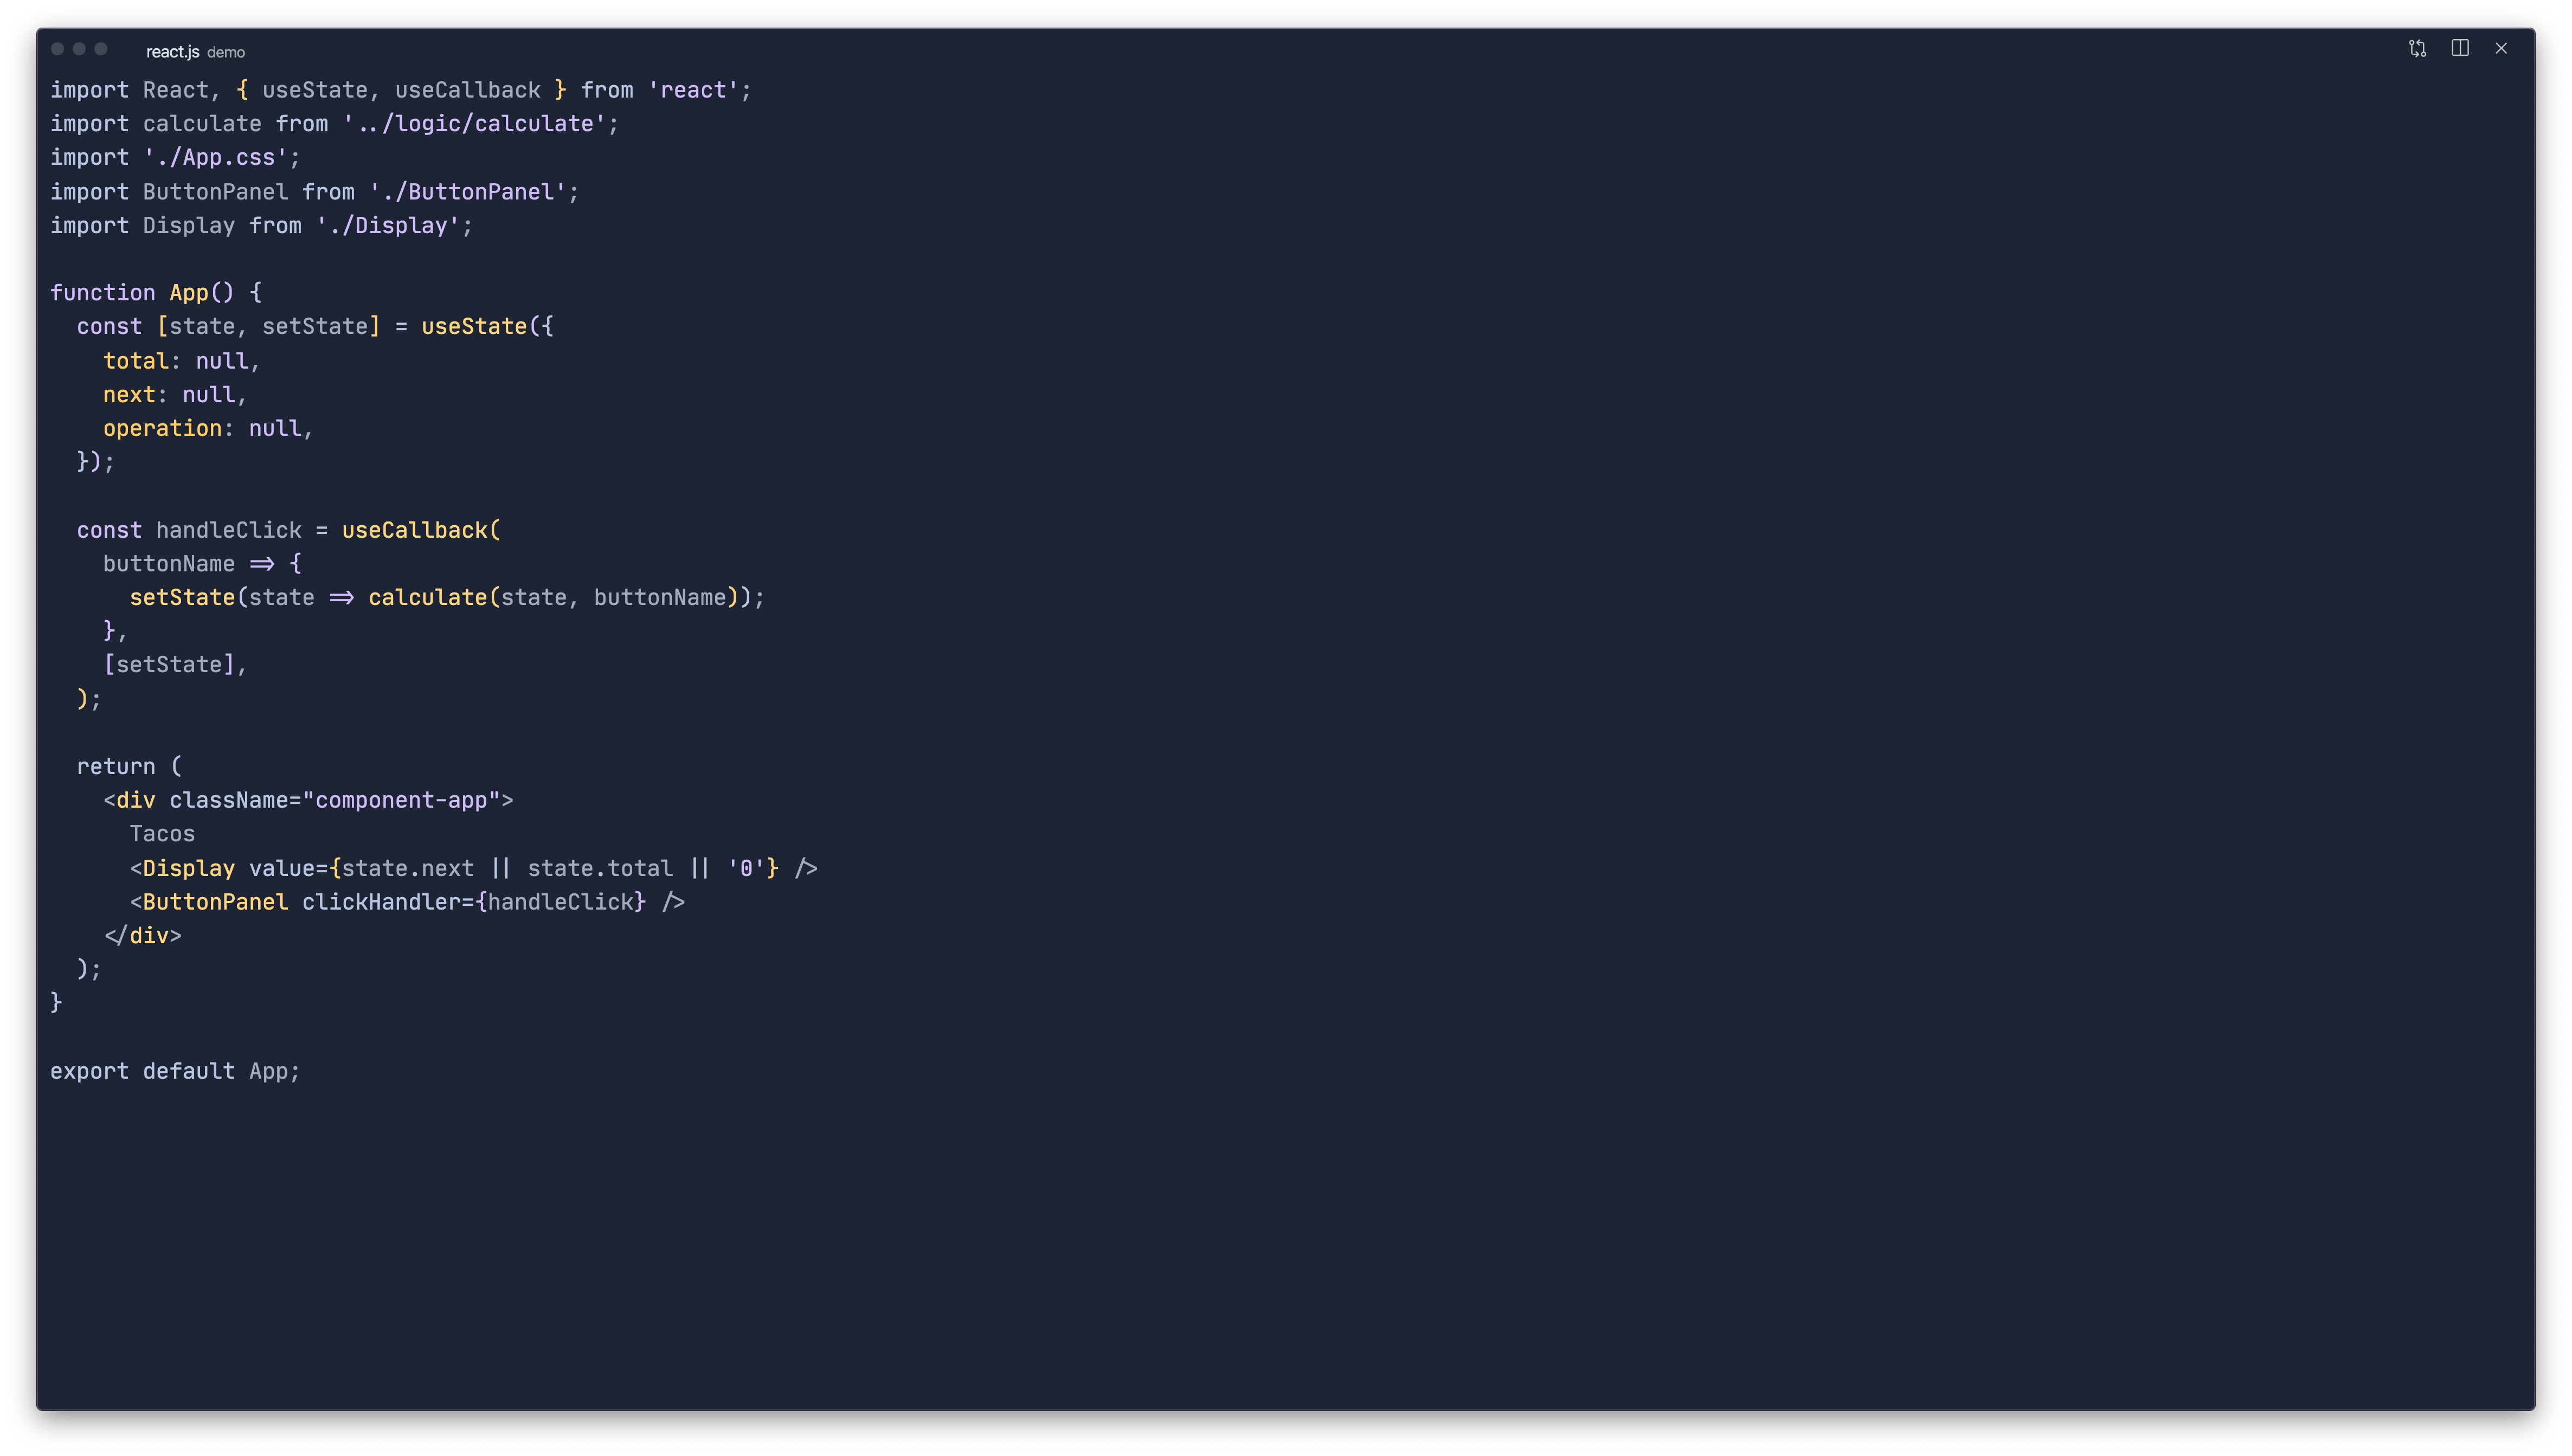 react.js demo
import React, { useState, useCallback } from 'react';
import calculate from '../logic/calculate';
import './App.css';
import ButtonPanel from './ButtonPanel';
import Display from './Display';

function App() {
  const [state, setState] = useState({
    total: null,
    next: null,
    operation: null,
  });

  const handleClick = useCallback(
    buttonName => {
      setState(state => calculate(state, buttonName));
    },
    [setState],
  );

  return (
    <div className="component-app">
      Tacos
      <Display value={state.next || state.total || '0'} />
      <ButtonPanel clickHandler={handleClick} />
    </div>
  );
}

export default App;